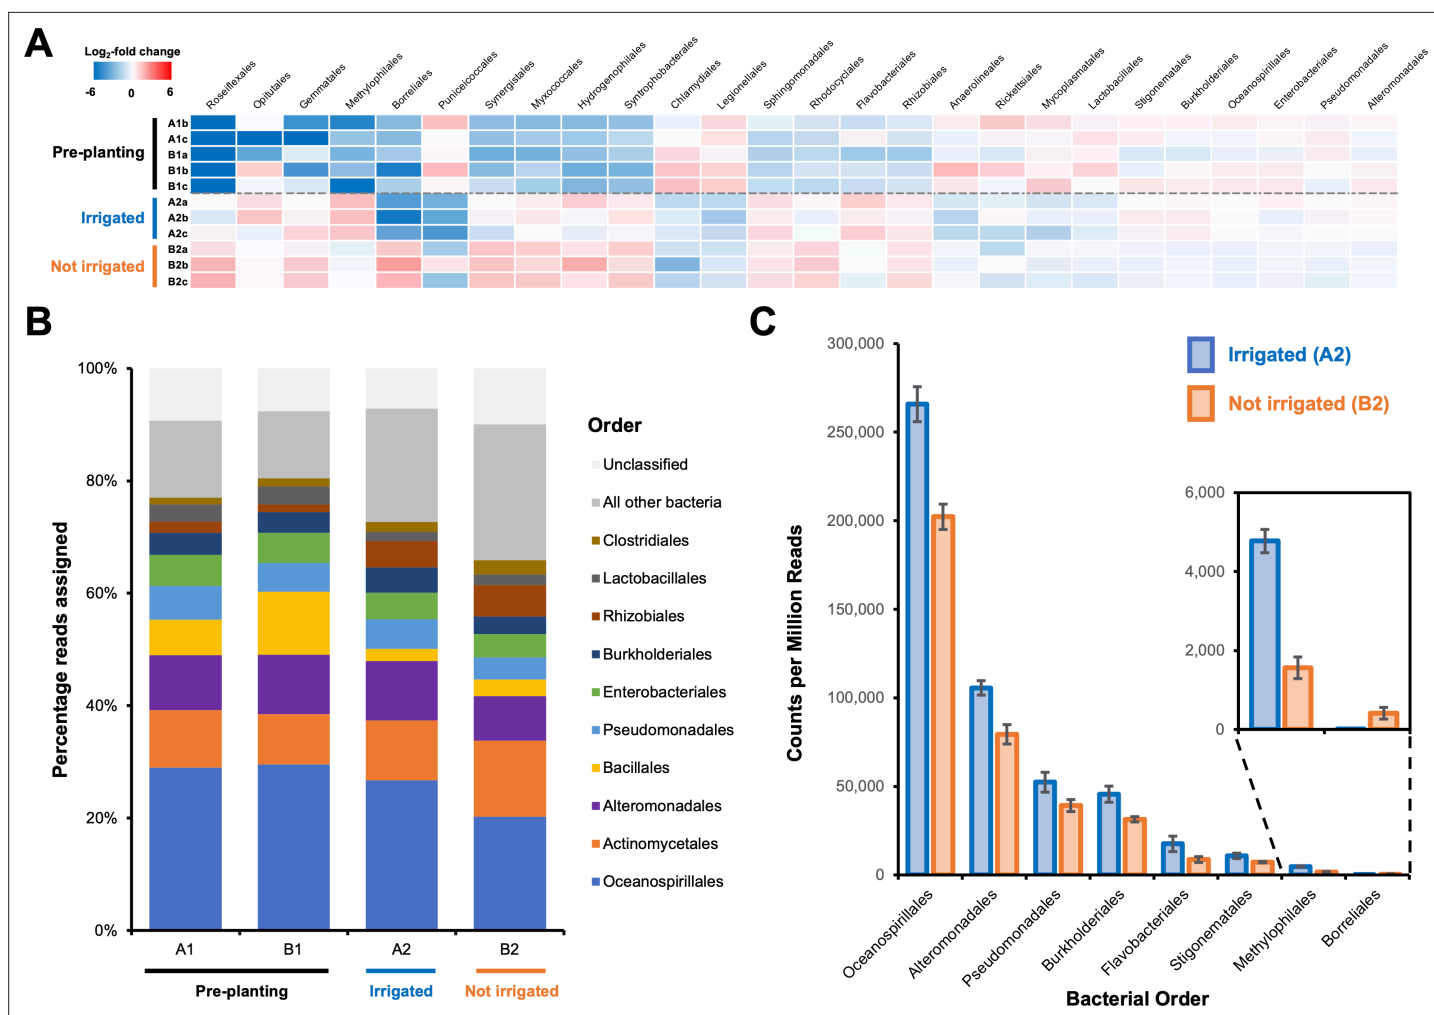 A
Log2-fold change
-6 0 6
Roseiflexales
Opitutales
Gemmatales
Methylophilales
Borreliales
Puniceicoccales
Synergistales
Myxococcales
Hydrogenophilales
Syntrophobacterales
Chlamydiales
Legionellales
Sphingomonadales
Rhodocyclales
Flavobacteriales
Rhizobiales
Anaerolineales
Rickettsiales
Mycoplasmatales
Lactobacillales
Stigonematales
Burkholderiales
Oceanospirillales
Enterobacteriales
Pseudomonadales
Alteromonadales
Pre-planting
A1b
A1c
B1a
B1b
B1c
Irrigated
A2a
A2b
A2c
Not irrigated
B2a
B2b
B2c
B
Percentage reads assigned
100%
80%
60%
40%
20%
0%
A1 B1 A2 B2
Pre-planting Irrigated Not irrigated
Order
Unclassified
All other bacteria
Clostridiales
Lactobacillales
Rhizobiales
Burkholderiales
Enterobacteriales
Pseudomonadales
Bacillales
Alteromonadales
Actinomycetales
Oceanospirillales
C
Counts per Million Reads
300,000
250,000
200,000
150,000
100,000
50,000
0
Irrigated (A2)
Not irrigated (B2)
6,000
4,000
2,000
0
Oceanospirillales
Alteromonadales
Pseudomonadales
Burkholderiales
Flavobacteriales
Stigonematales
Methylophilales
Borreliales
Bacterial Order